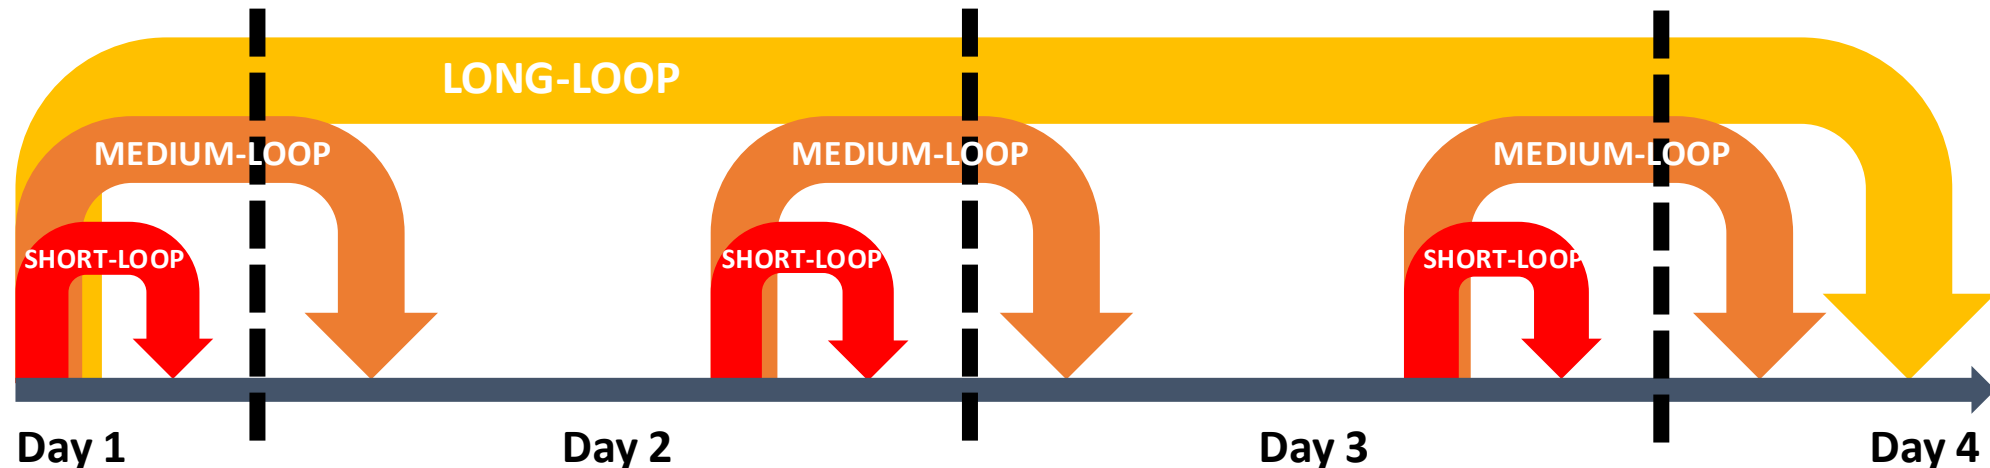 LONG-LOOP
MEDIUM-LOOP
MEDIUM-LOOP
MEDIUM-LOOP
SHORT-LOOP
SHORT-LOOP
SHORT-LOOP
Day 1
Day 2
Day 3
Day 4